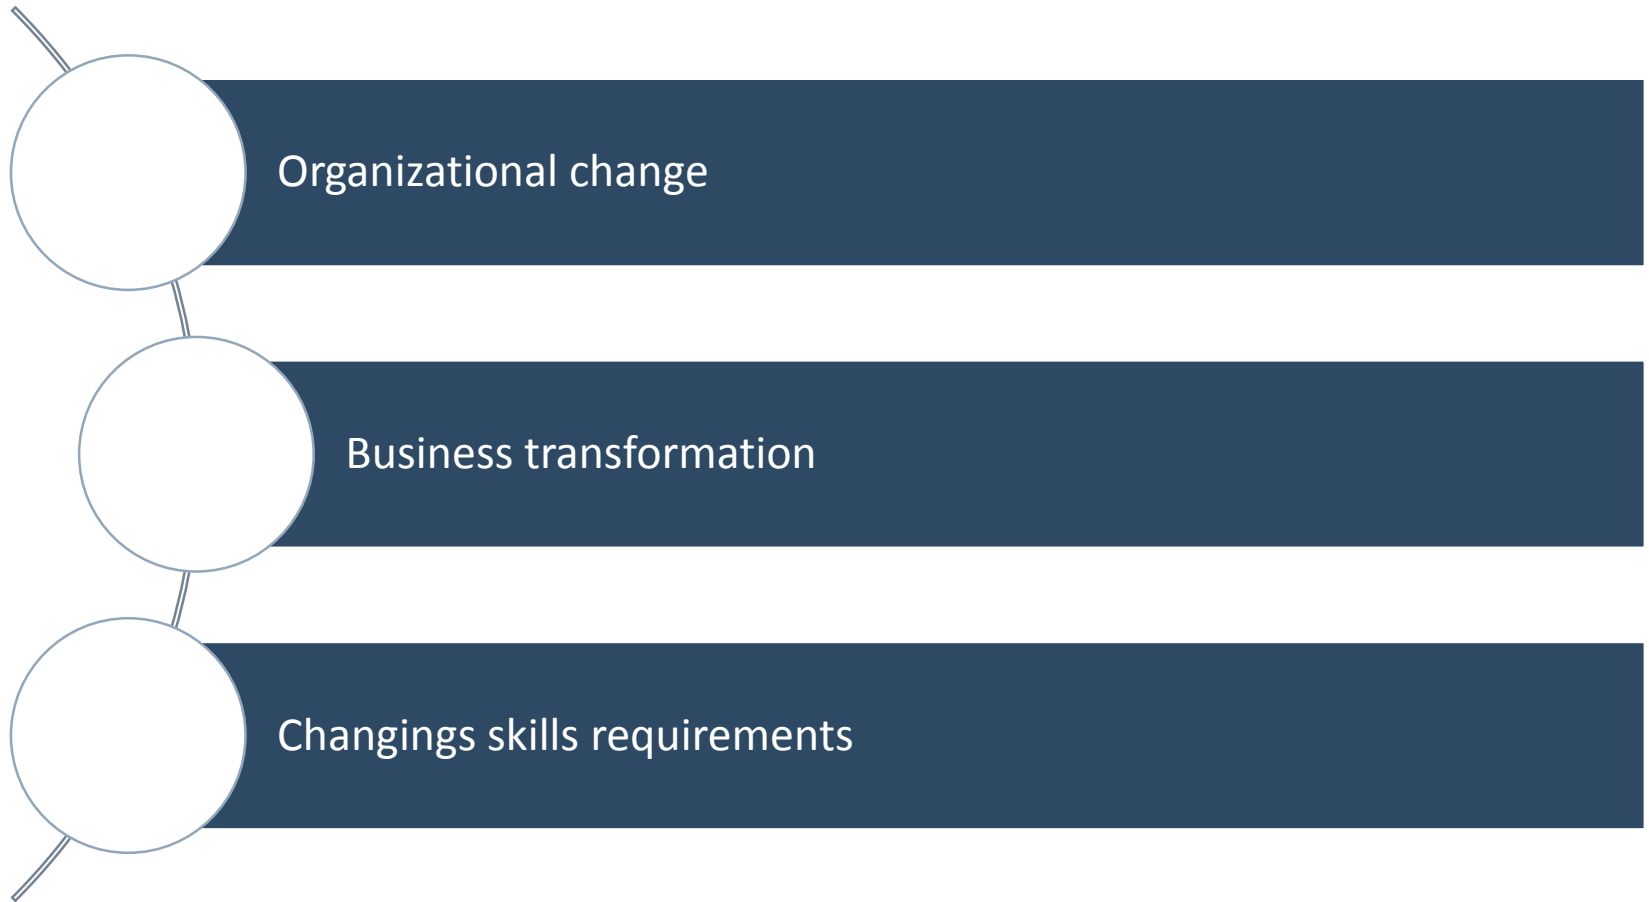 Organizational change
Business transformation
Changings skills requirements